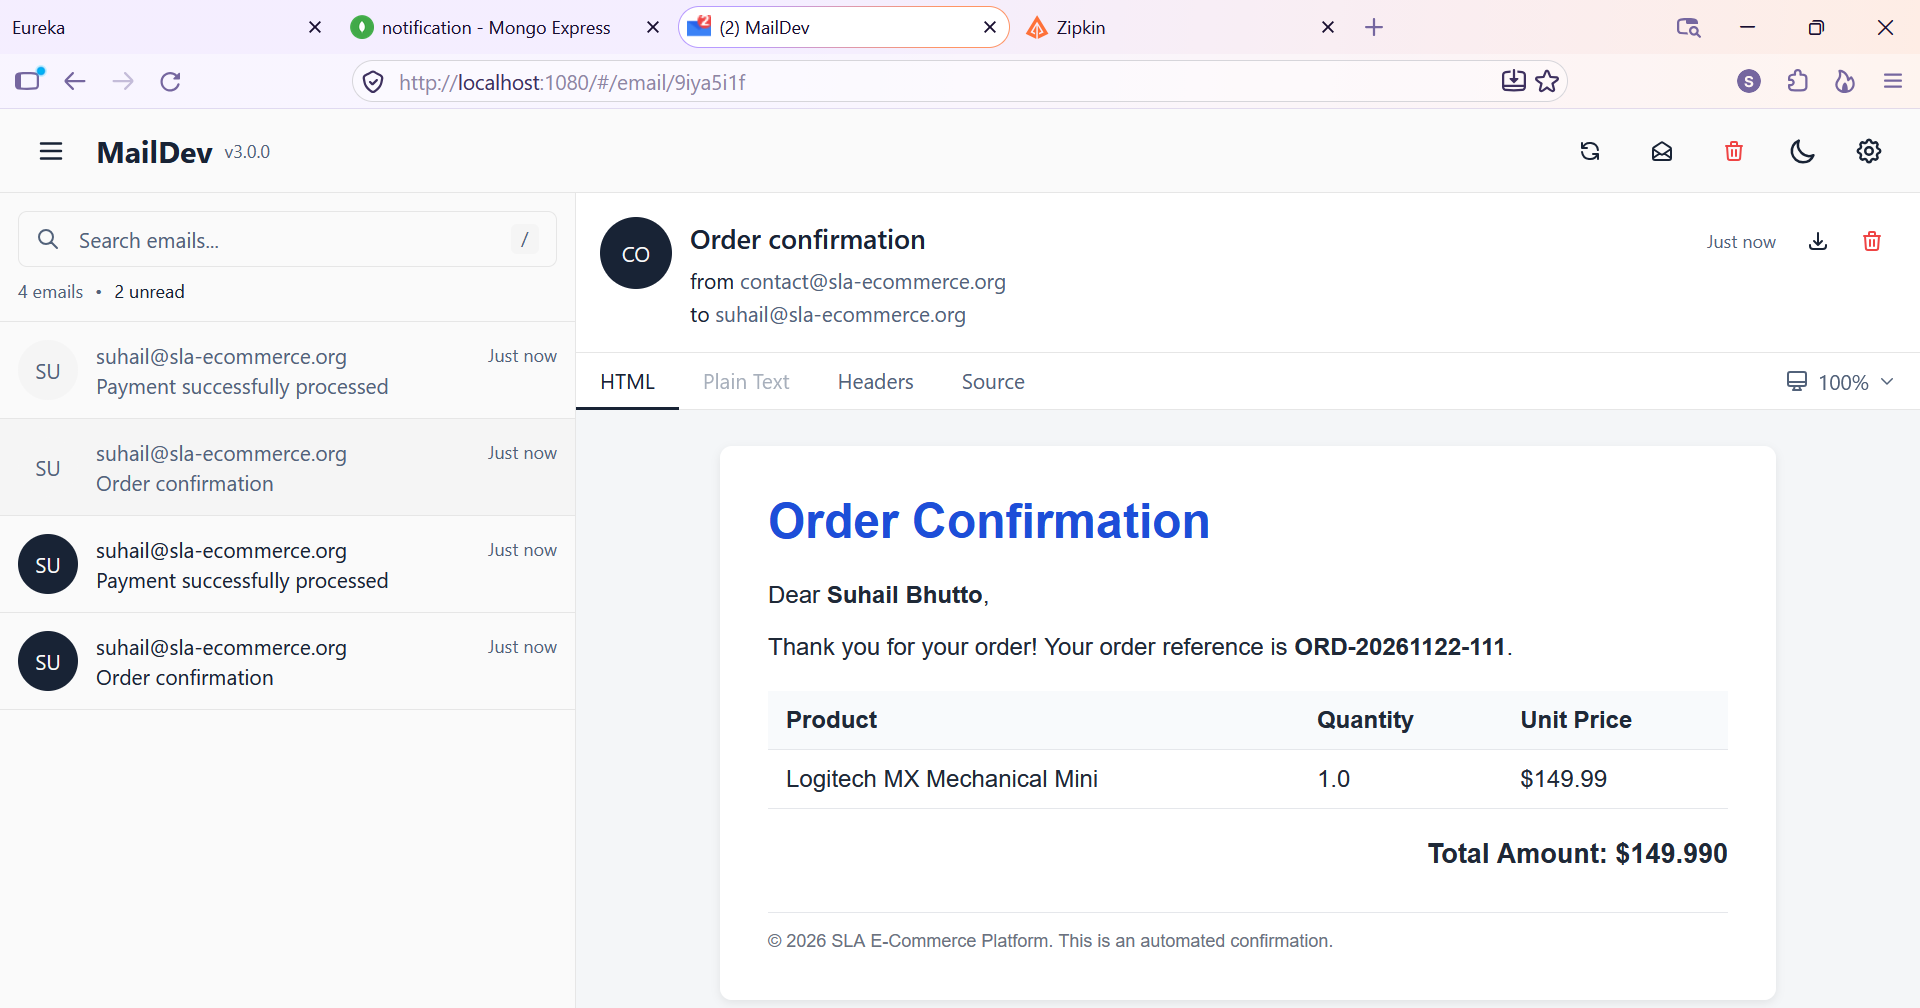 Eureka
notification - Mongo Express
2
(2) MailDev
Zipkin
http://localhost:1080/#/email/9iya5i1f
S
MailDev v3.0.0
Search emails... /
4 emails • 2 unread
SU
suhail@sla-ecommerce.org
Just now
Payment successfully processed
SU
suhail@sla-ecommerce.org
Just now
Order confirmation
SU
suhail@sla-ecommerce.org
Just now
Payment successfully processed
SU
suhail@sla-ecommerce.org
Just now
Order confirmation
CO
Order confirmation
from contact@sla-ecommerce.org
to suhail@sla-ecommerce.org
Just now
HTML Plain Text Headers Source
100%
Order Confirmation
Dear Suhail Bhutto,
Thank you for your order! Your order reference is ORD-20261122-111.
Product Quantity Unit Price
Logitech MX Mechanical Mini 1.0 $149.99
Total Amount: $149.990
© 2026 SLA E-Commerce Platform. This is an automated confirmation.